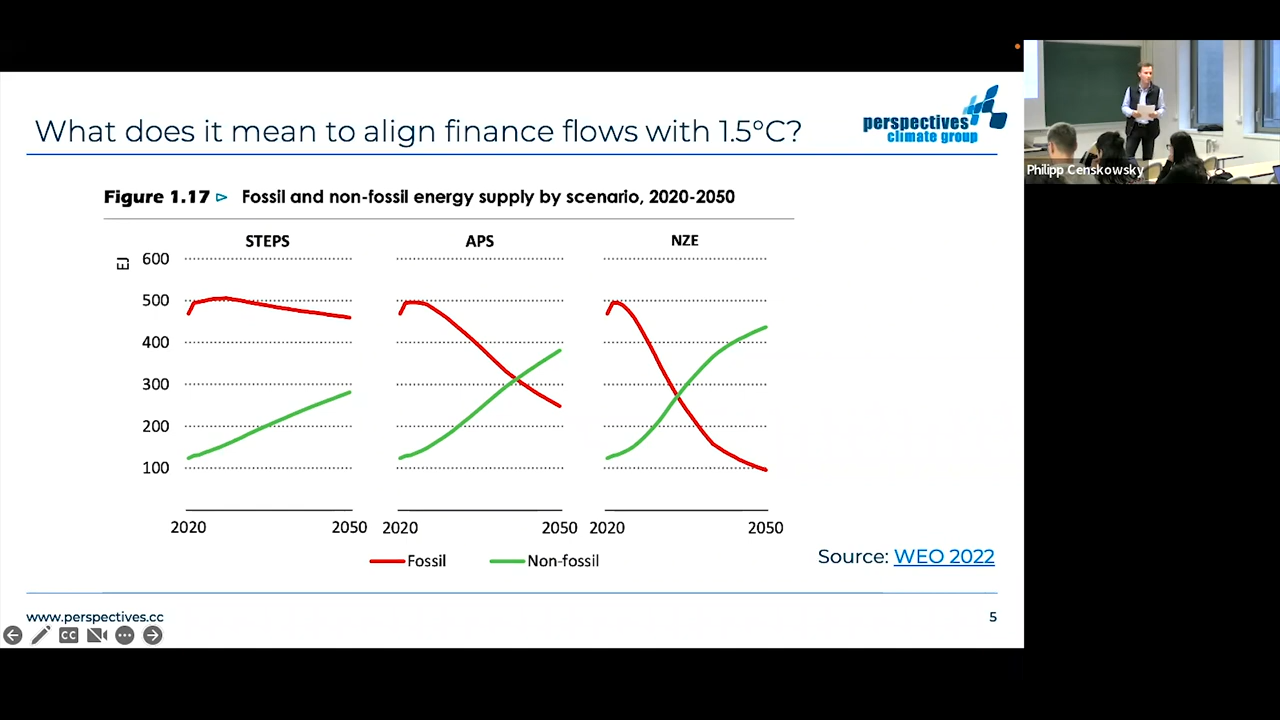 What does it mean to align finance flows with 1.5°C?
perspectives
climate group
Philipp Censkowsky
Figure 1.17 ▷ Fossil and non-fossil energy supply by scenario, 2020-2050
STEPS APS NZE
EJ
600
500
400
300
200
100
2020 2050 2020 2050 2020 2050
Fossil Non-fossil
Source: WEO 2022
www.perspectives.cc
5
CC